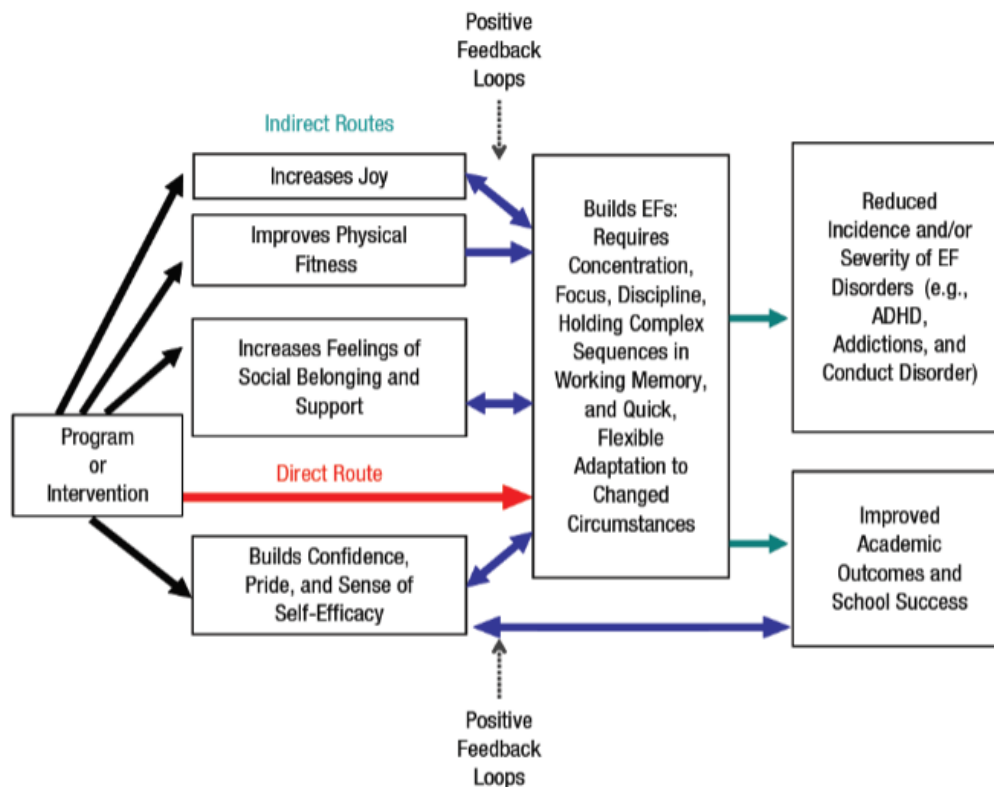 Positive
Feedback
Loops
Indirect Routes
Increases Joy
Improves Physical
Fitness
Increases Feelings of
Social Belonging and
Support
Program
or
Intervention
Direct Route
Builds Confidence,
Pride, and Sense of
Self-Efficacy
Builds EFs:
Requires
Concentration,
Focus, Discipline,
Holding Complex
Sequences in
Working Memory,
and Quick,
Flexible
Adaptation to
Changed
Circumstances
Reduced
Incidence and/or
Severity of EF
Disorders (e.g.,
ADHD,
Addictions, and
Conduct Disorder)
Improved
Academic
Outcomes and
School Success
Positive
Feedback
Loops